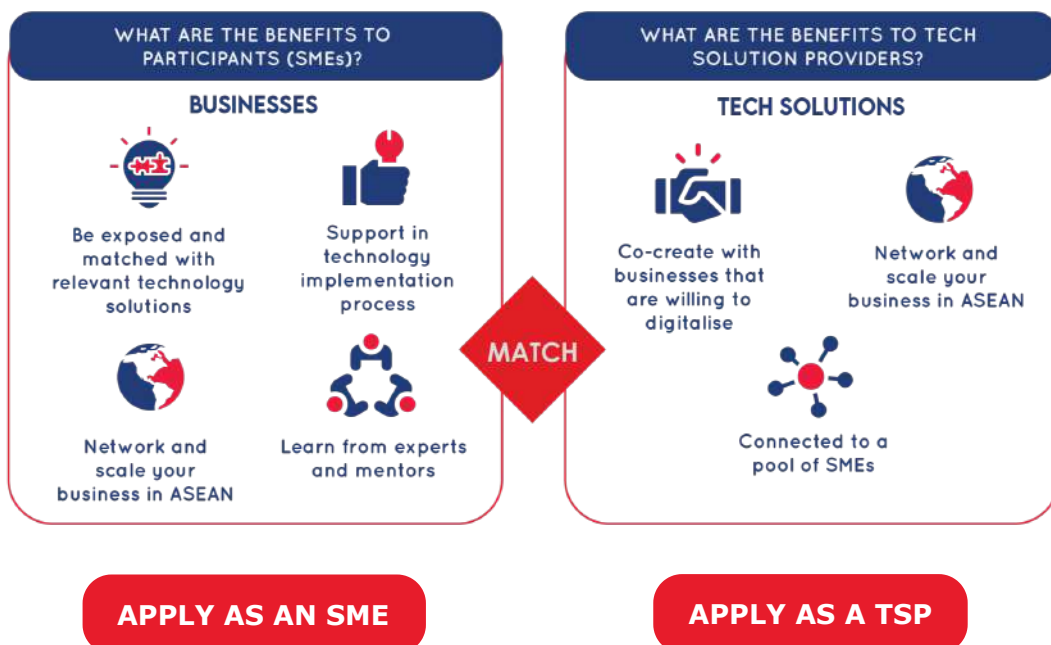 WHAT ARE THE BENEFITS TO
PARTICIPANTS (SMEs)?
BUSINESSES
Be exposed and
matched with
relevant technology
solutions
Support in
technology
implementation
process
Network and
scale your
business in ASEAN
Learn from experts
and mentors
MATCH
WHAT ARE THE BENEFITS TO TECH
SOLUTION PROVIDERS?
TECH SOLUTIONS
Co-create with
businesses that
are willing to
digitalise
Network and
scale your
business in ASEAN
Connected to a
pool of SMEs
APPLY AS AN SME
APPLY AS A TSP